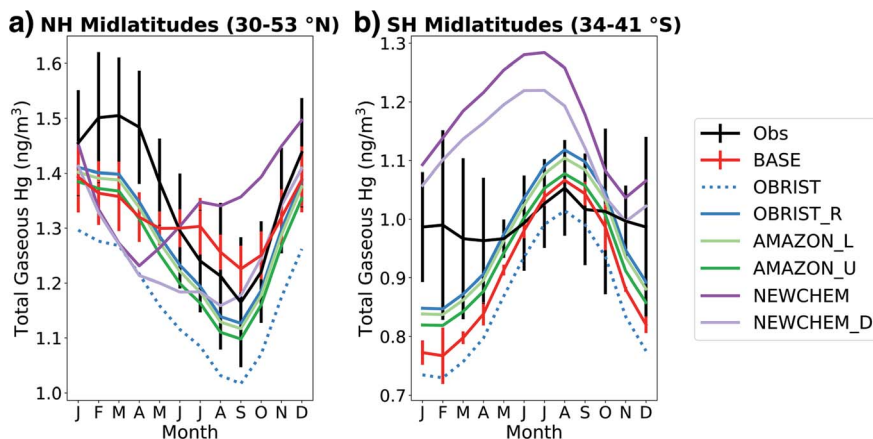 a) NH Midlatitudes (30-53 °N)
Total Gaseous Hg (ng/m³)
1.6
1.5
1.4
1.3
1.2
1.1
1.0
J F M A M J J A S O N D
Month
b) SH Midlatitudes (34-41 °S)
Total Gaseous Hg (ng/m³)
1.3
1.2
1.1
1.0
0.9
0.8
0.7
J F M A M J J A S O N D
Month
Obs
BASE
OBRIST
OBRIST_R
AMAZON_L
AMAZON_U
NEWCHEM
NEWCHEM_D